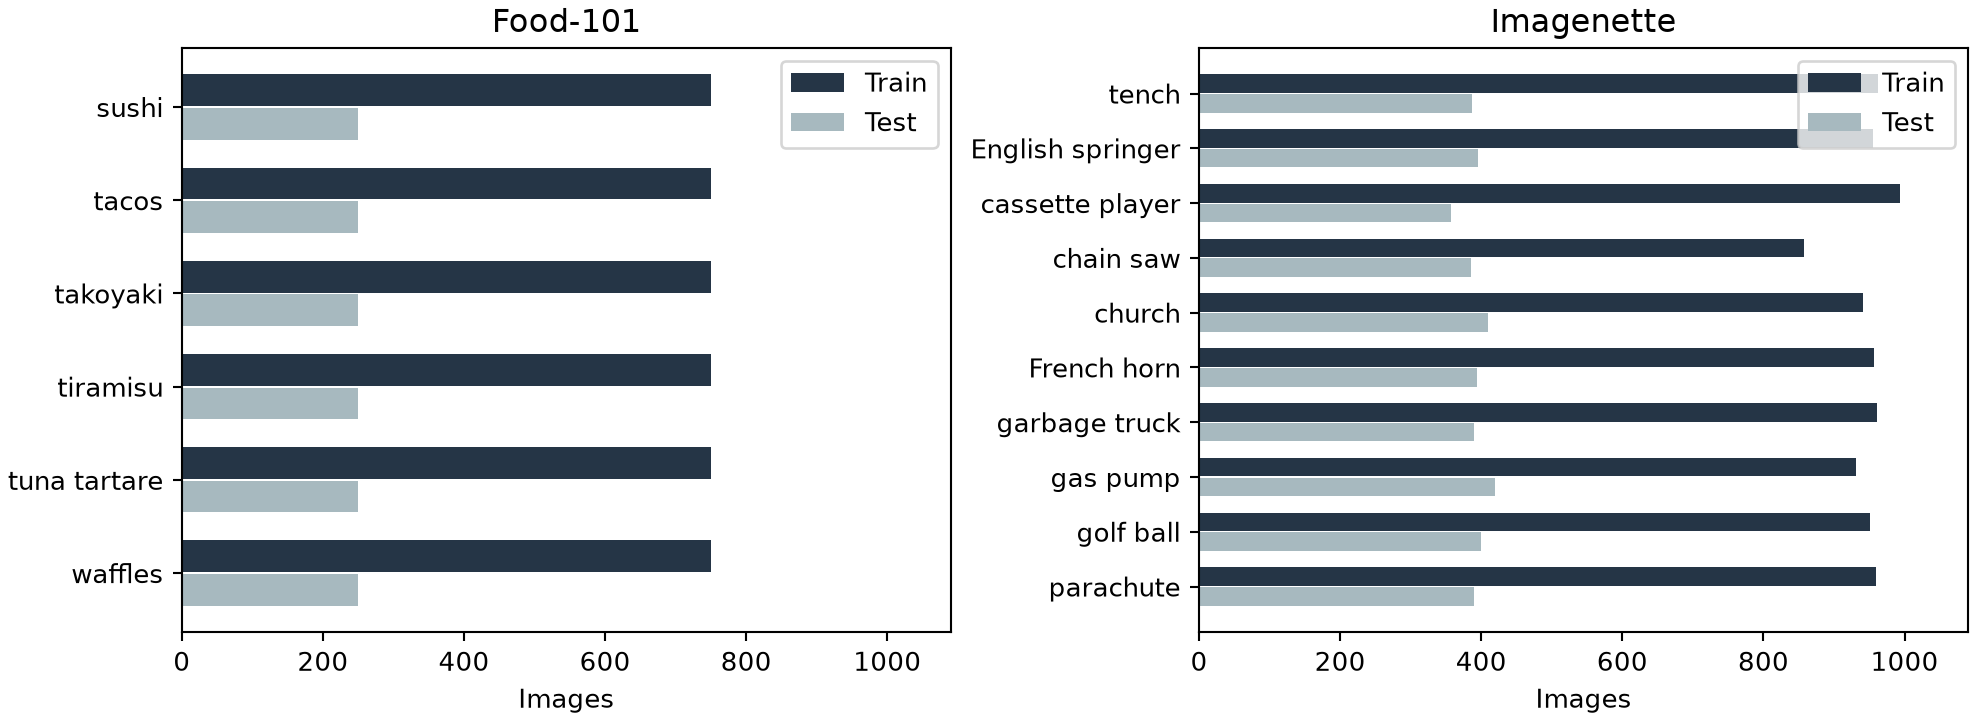 Food-101
Train
Test
sushi
tacos
takoyaki
tiramisu
tuna tartare
waffles
0 200 400 600 800 1000
Images
Imagenette
Train
Test
tench
English springer
cassette player
chain saw
church
French horn
garbage truck
gas pump
golf ball
parachute
0 200 400 600 800 1000
Images